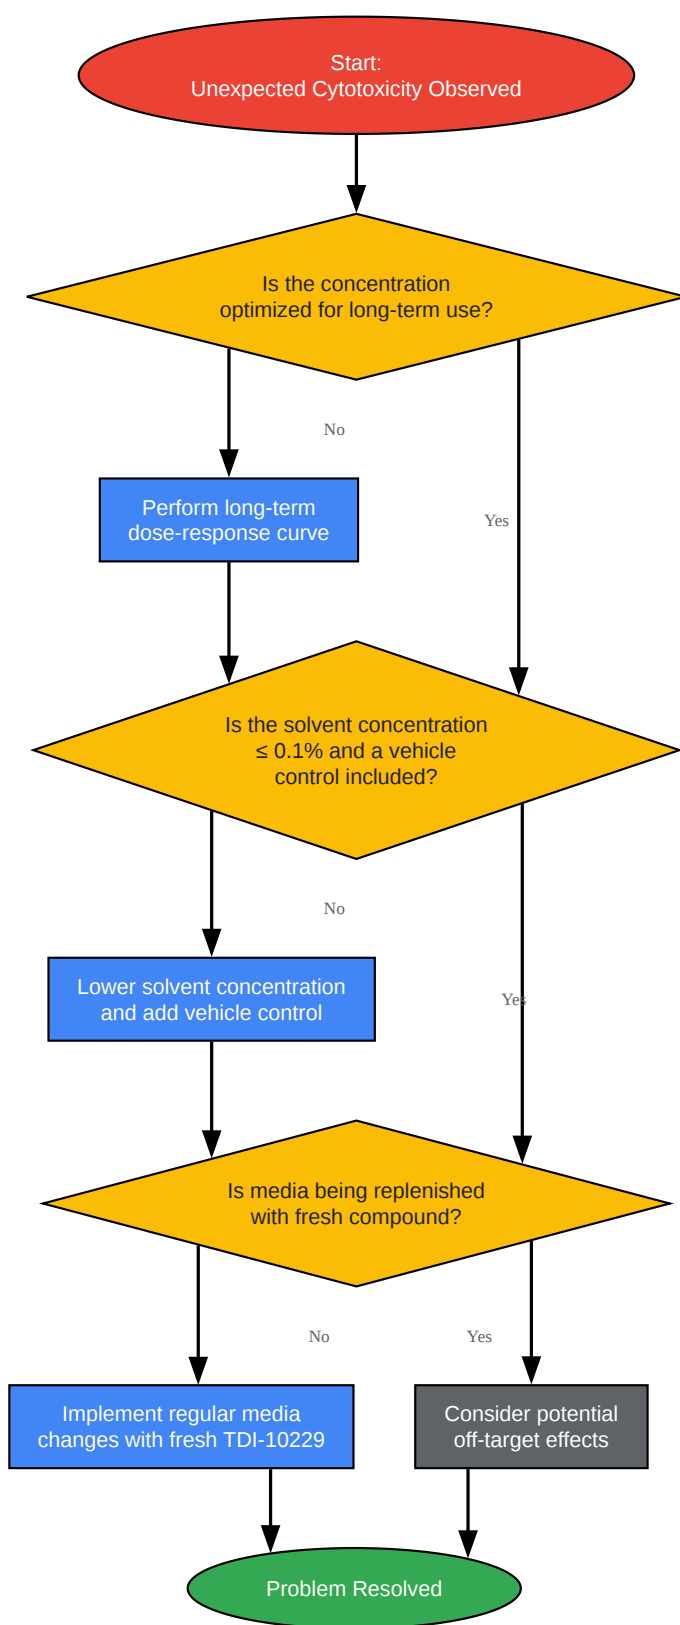 Start:
Unexpected Cytotoxicity Observed
Is the concentration
optimized for long-term use?
No
Yes
Perform long-term
dose-response curve
Is the solvent concentration
≤ 0.1% and a vehicle
control included?
No
Yes
Lower solvent concentration
and add vehicle control
Is media being replenished
with fresh compound?
No
Yes
Implement regular media
changes with fresh TDI-10229
Consider potential
off-target effects
Problem Resolved